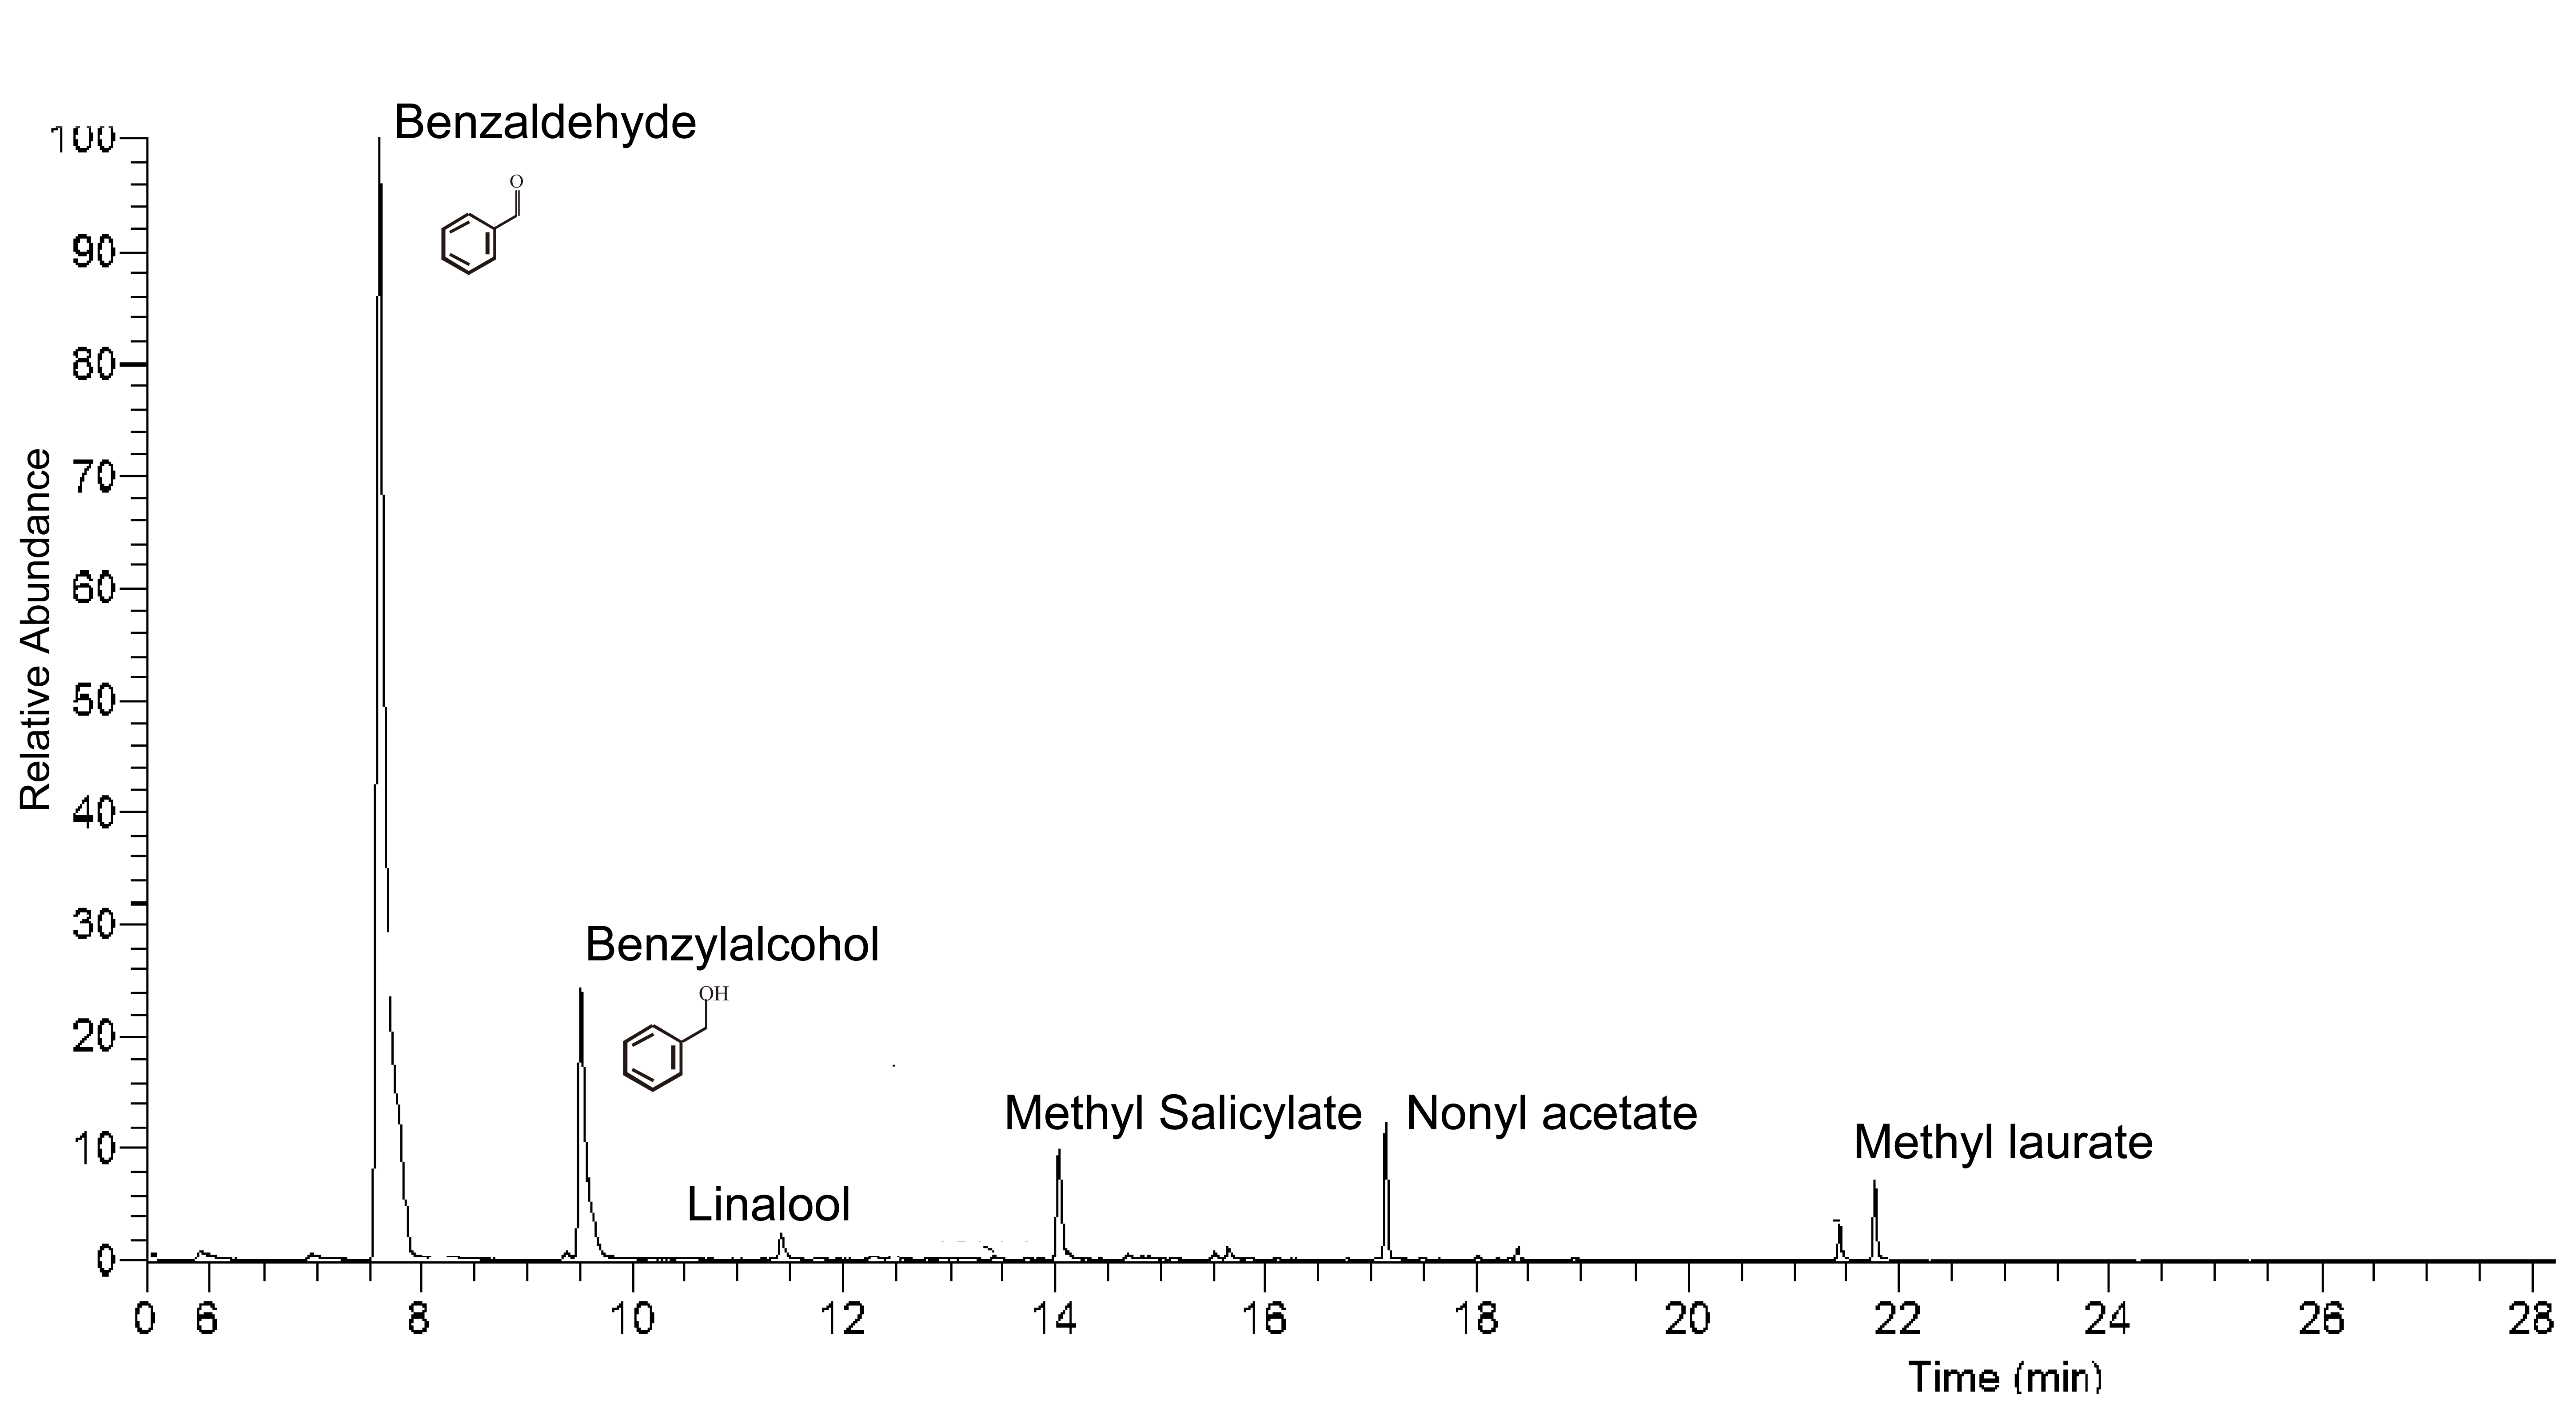 Benzaldehyde
O
100
90
80
70
60
50
40
30
20
10
0
Relative Abundance
Benzylalcohol
OH
Linalool
Methyl Salicylate
Nonyl acetate
Methyl laurate
0 6 8 10 12 14 16 18 20 22 24 26 28
Time (min)